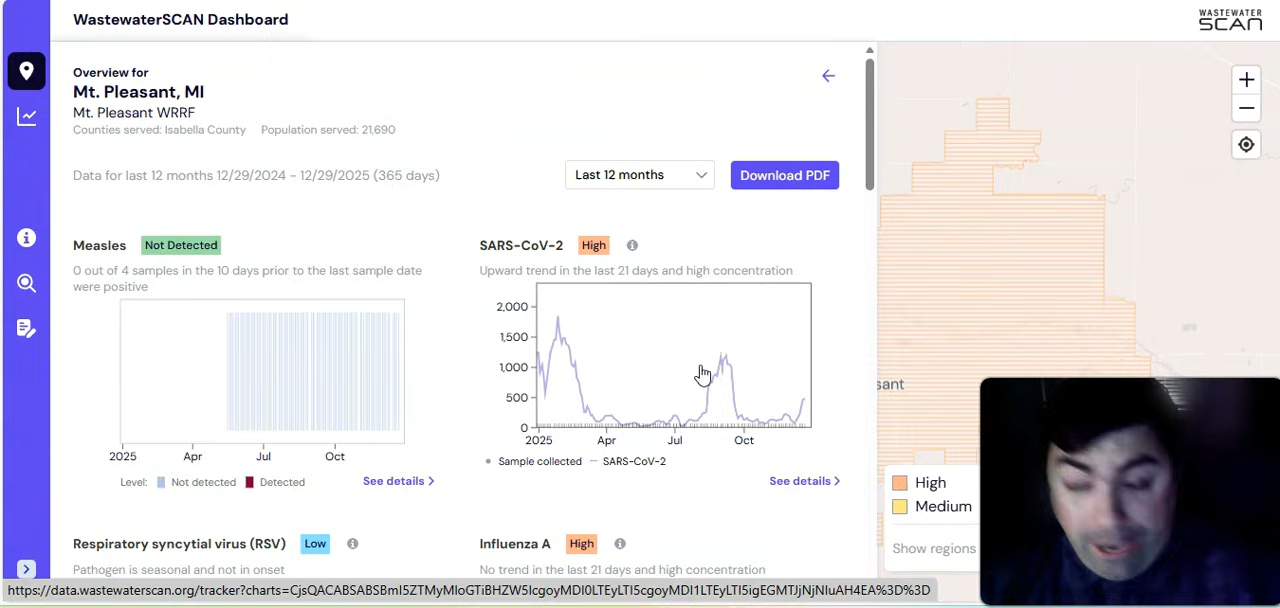 WastewaterSCAN Dashboard
WASTEWATER
SCAN
Overview for
Mt. Pleasant, MI
Mt. Pleasant WRRF
Counties served: Isabella County Population served: 21,690
Data for last 12 months 12/29/2024 - 12/29/2025 (365 days)
Last 12 months
Download PDF
Measles Not Detected
0 out of 4 samples in the 10 days prior to the last sample date
were positive
2025 Apr Jul Oct
Level: Not detected Detected
See details
SARS-CoV-2 High
Upward trend in the last 21 days and high concentration
2,000
1,500
1,000
500
0
2025 Apr Jul Oct
Sample collected SARS-CoV-2
See details
Respiratory syncytial virus (RSV) Low
Pathogen is seasonal and not in onset
Influenza A High
No trend in the last 21 days and high concentration
sant
High
Medium
Show regions